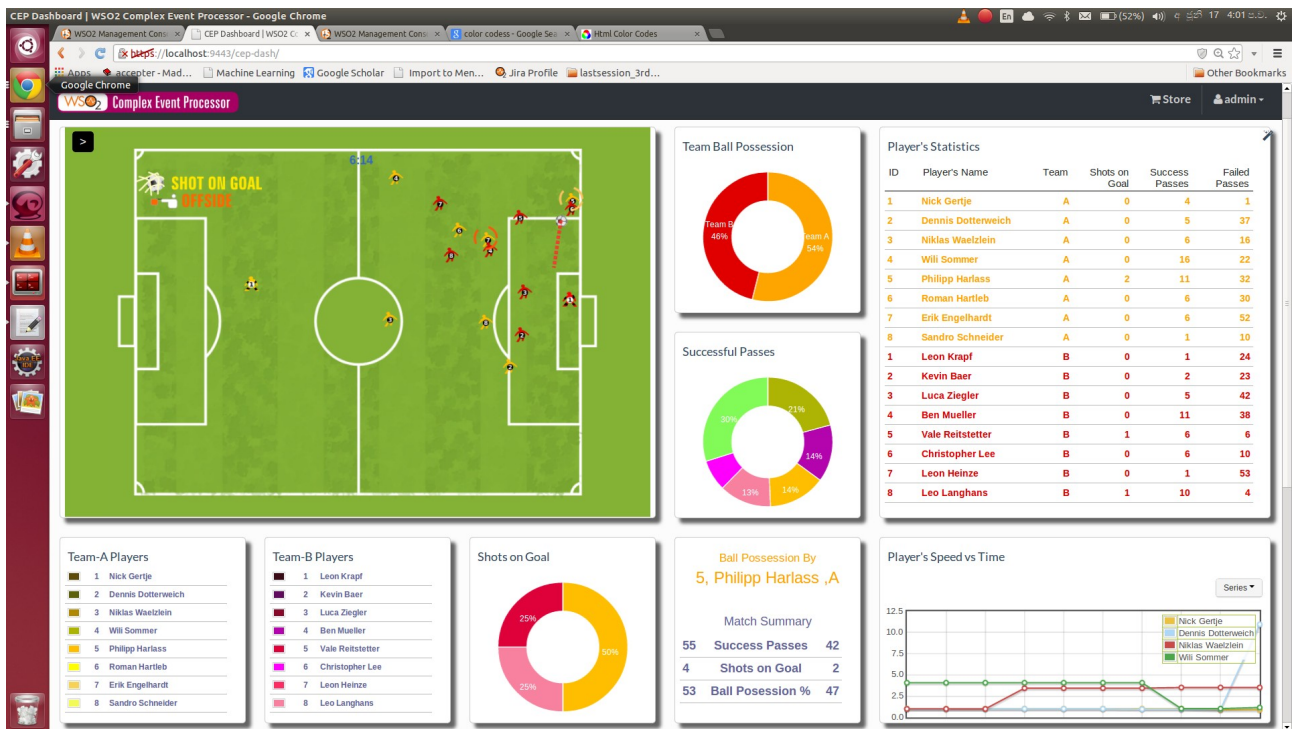 CEP Dashboard | WSO2 Complex Event Processor - Google Chrome
En (52%) 17 4:01
WSO2 Management Cons
CEP Dashboard | WSO2 Co
WSO2 Management Cons
color codess - Google Sea
Html Color Codes
https://localhost:9443/cep-dash/
Apps accepter - Mad... Machine Learning Google Scholar Import to Men... Jira Profile lastsession_3rd... Other Bookmarks
Google Chrome
WSO2 Complex Event Processor Store admin
>
6:14
SHOT ON GOAL
OFFSIDE
Team Ball Possession
Team B
46%
Team A
54%
Successful Passes
21%
30%
14%
13%
14%
Player's Statistics
ID Player's Name Team Shots on Goal Success Passes Failed Passes
1 Nick Gertje A 0 4 1
2 Dennis Dotterweich A 0 5 37
3 Niklas Waelzlein A 0 6 16
4 Wili Sommer A 0 16 22
5 Philipp Harlass A 2 11 32
6 Roman Hartleb A 0 6 30
7 Erik Engelhardt A 0 6 52
8 Sandro Schneider A 0 1 10
1 Leon Krapf B 0 1 24
2 Kevin Baer B 0 2 23
3 Luca Ziegler B 0 5 42
4 Ben Mueller B 0 11 38
5 Vale Reitstetter B 1 6 6
6 Christopher Lee B 0 6 10
7 Leon Heinze B 0 1 53
8 Leo Langhans B 1 10 4
Team-A Players
1 Nick Gertje
2 Dennis Dotterweich
3 Niklas Waelzlein
4 Wili Sommer
5 Philipp Harlass
6 Roman Hartleb
7 Erik Engelhardt
8 Sandro Schneider
Team-B Players
1 Leon Krapf
2 Kevin Baer
3 Luca Ziegler
4 Ben Mueller
5 Vale Reitstetter
6 Christopher Lee
7 Leon Heinze
8 Leo Langhans
Shots on Goal
25%
50%
25%
Ball Possession By
5, Philipp Harlass ,A
Match Summary
55 Success Passes 42
4 Shots on Goal 2
53 Ball Posession % 47
Player's Speed vs Time
Series
12.5
10.0
7.5
5.0
2.5
0.0
Nick Gertje
Dennis Dotterweich
Niklas Waelzlein
Wili Sommer